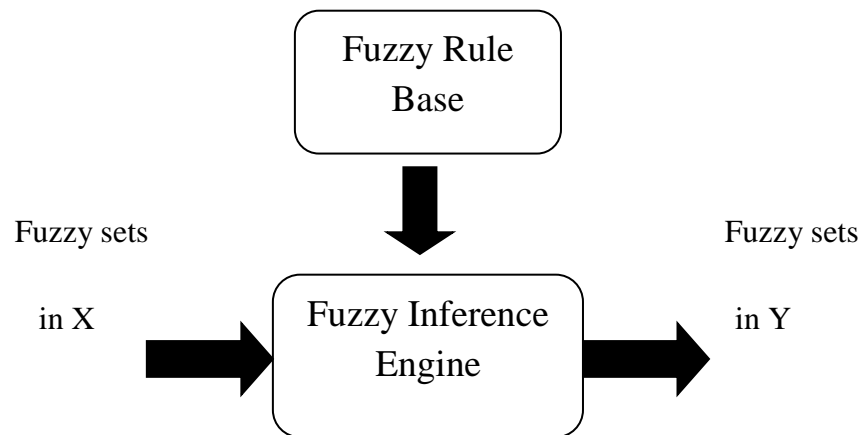 Fuzzy Rule
Base
Fuzzy sets
in X
Fuzzy Inference
Engine
Fuzzy sets
in Y